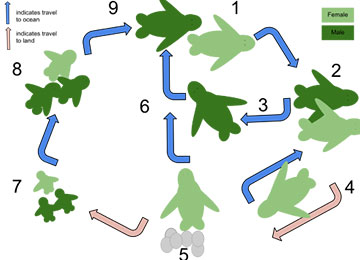 indicates travel
to ocean
indicates travel
to land
Female
Male
1
2
3
4
5
6
7
8
9